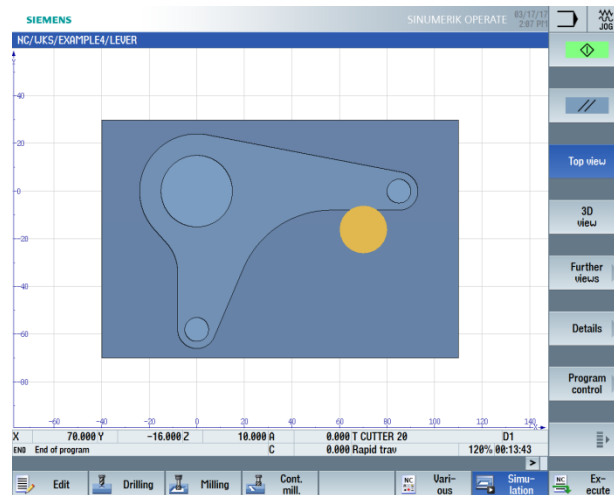 SIEMENS SINUMERIK OPERATE 03/17/17 2:07 PM JOG
NC/WKS/EXAMPLE4/LEVER
Y
40
20
0
-20
-40
-60
-80
-60 -40 -20 0 20 40 60 80 100 120 140 X
X 70.000 Y -16.000 Z 10.000 A 0.000 T CUTTER 20 D1
END End of program C 0.000 Rapid trav 120% 00:13:43
Top view
3D
view
Further
views
Details
Program
control
>
Edit
Drilling
Milling
Cont.
mill.
NC
Vari-
ous
Simu-
lation
NC
Ex-
ecute